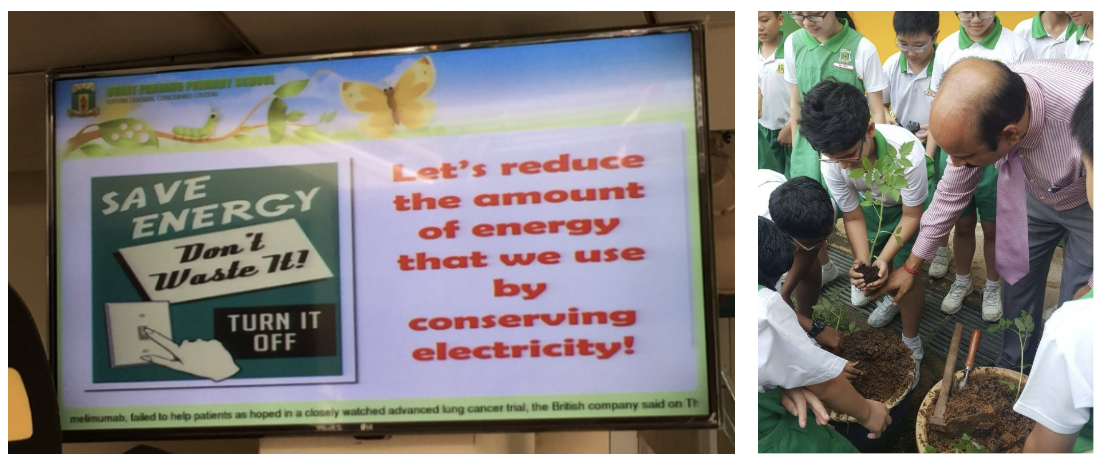 BUKIT PANJANG PRIMARY SCHOOL
SAVE
ENERGY
Don't
Waste It!
TURN IT
OFF
Let's reduce
the amount
of energy
that we use
by
conserving
electricity!
melimumab, failed to help patients as hoped in a closely watched advanced lung cancer trial, the British company said on Th